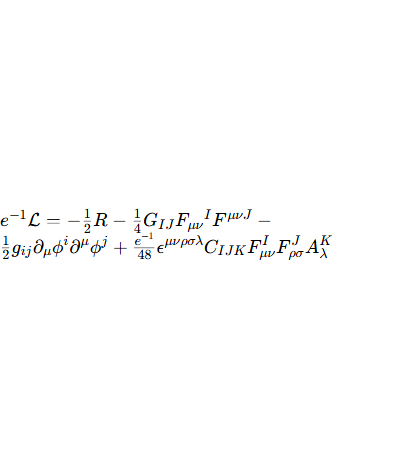 $e^{-1}\mathcal{L} = -\frac{1}{2}R - \frac{1}{4}G_{IJ}F_{\mu\nu}{}^{I}F^{\mu\nu J} -$
$\frac{1}{2}g_{ij}\partial_{\mu}\phi^{i}\partial^{\mu}\phi^{j} + \frac{e^{-1}}{48}\epsilon^{\mu\nu\rho\sigma\lambda}C_{IJK}F^{I}_{\mu\nu}F^{J}_{\rho\sigma}A^{K}_{\lambda}$